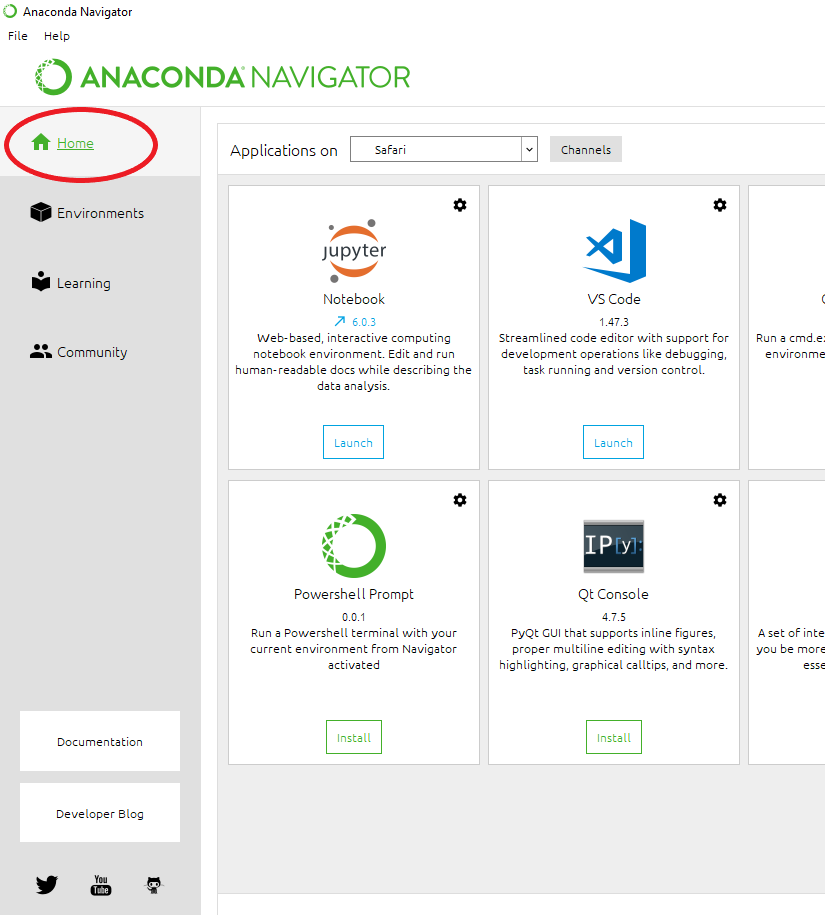 Anaconda Navigator
File Help
ANACONDA NAVIGATOR
Home
Environments
Learning
Community
Documentation
Developer Blog
You
Tube
Applications on Safari Channels
jupyter
Notebook
6.0.3
Web-based, interactive computing
notebook environment. Edit and run
human-readable docs while describing the
data analysis.
Launch
VS Code
1.47.3
Streamlined code editor with support for
development operations like debugging,
task running and version control.
Launch
Run a cmd.e
environme
Powershell Prompt
0.0.1
Run a Powershell terminal with your
current environment from Navigator
activated
Install
IP[y]:
Qt Console
4.7.5
PyQt GUI that supports inline figures,
proper multiline editing with syntax
highlighting, graphical calltips, and more.
Install
A set of inte
you be more
esse